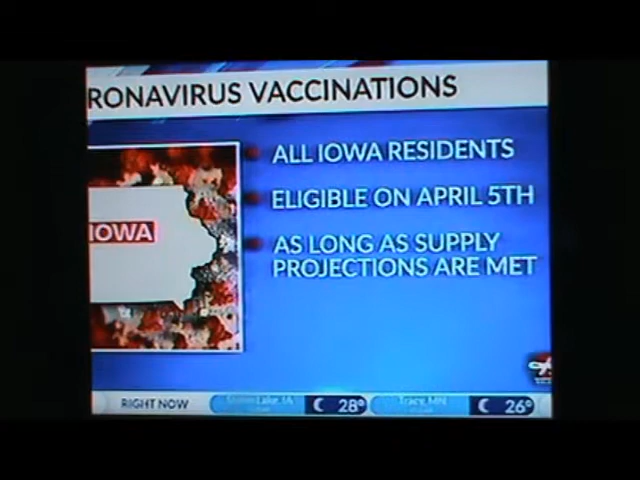 RONAVIRUS VACCINATIONS
ALL IOWA RESIDENTS
ELIGIBLE ON APRIL 5TH
IOWA
AS LONG AS SUPPLY
PROJECTIONS ARE MET
RIGHT NOW
Storm Lake, IA
28°
Tracy, MN
26°